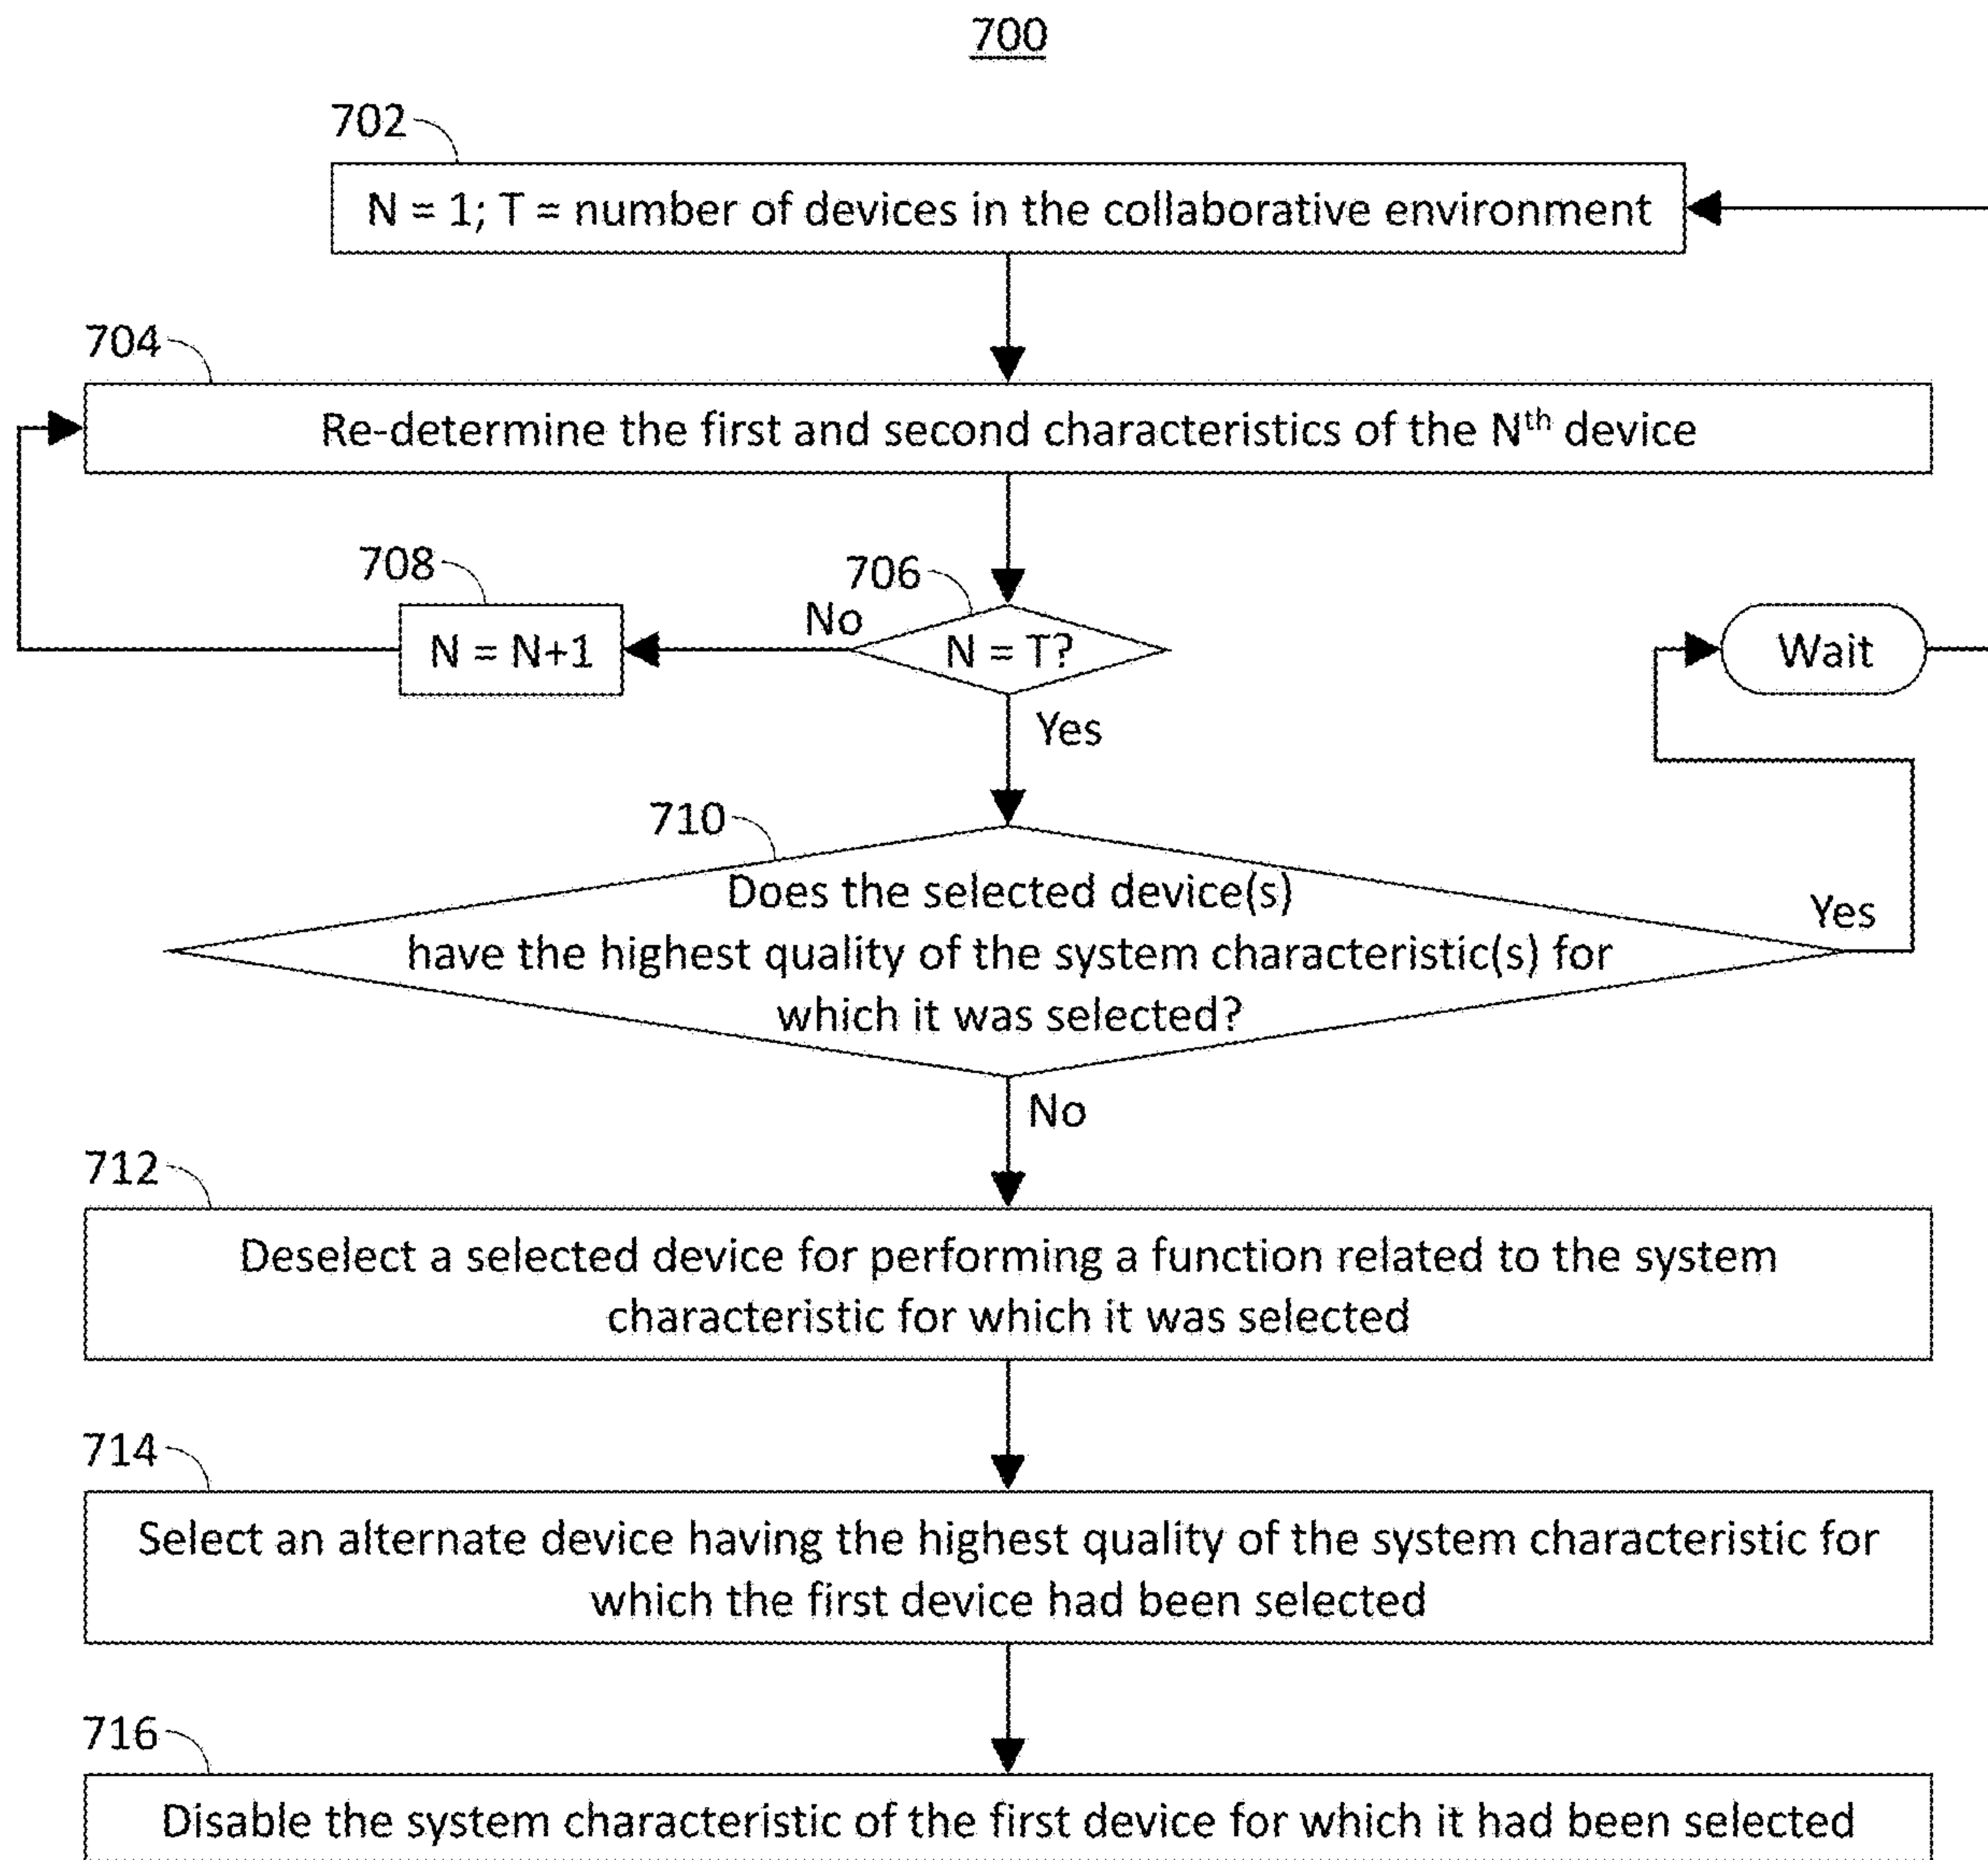 700
702
N = 1; T = number of devices in the collaborative environment
704
Re-determine the first and second characteristics of the Nth device
708
706
No
N = N+1
N = T?
Wait
Yes
710
Does the selected device(s)
have the highest quality of the system characteristic(s) for
which it was selected?
Yes
No
712
Deselect a selected device for performing a function related to the system
characteristic for which it was selected
714
Select an alternate device having the highest quality of the system characteristic for
which the first device had been selected
716
Disable the system characteristic of the first device for which it had been selected